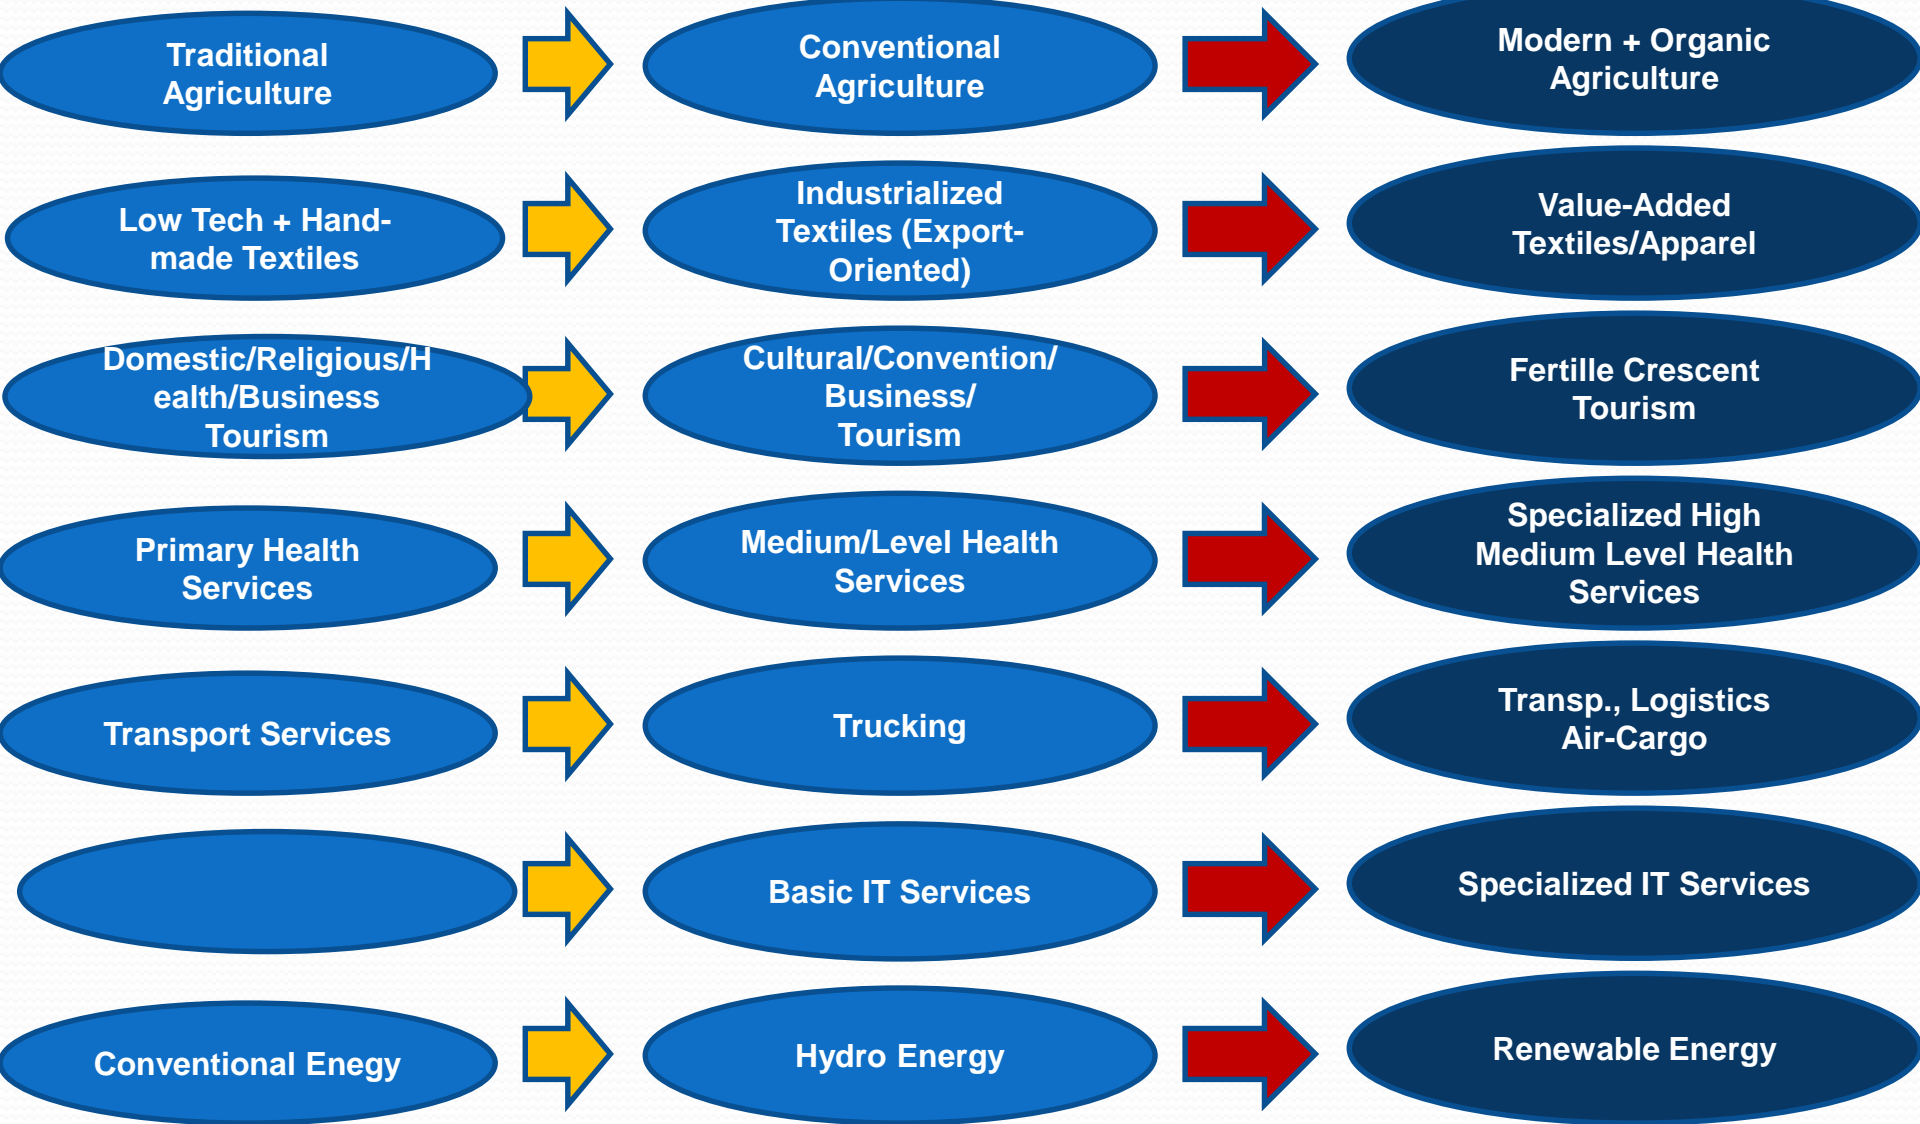 Traditional
Agriculture
Conventional
Agriculture
Modern + Organic
Agriculture
Low Tech + Hand-
made Textiles
Industrialized
Textiles (Export-
Oriented)
Value-Added
Textiles/Apparel
Domestic/Religious/H
ealth/Business
Tourism
Cultural/Convention/
Business/
Tourism
Fertille Crescent
Tourism
Primary Health
Services
Medium/Level Health
Services
Specialized High
Medium Level Health
Services
Transport Services
Trucking
Transp., Logistics
Air-Cargo
Basic IT Services
Specialized IT Services
Conventional Enegy
Hydro Energy
Renewable Energy